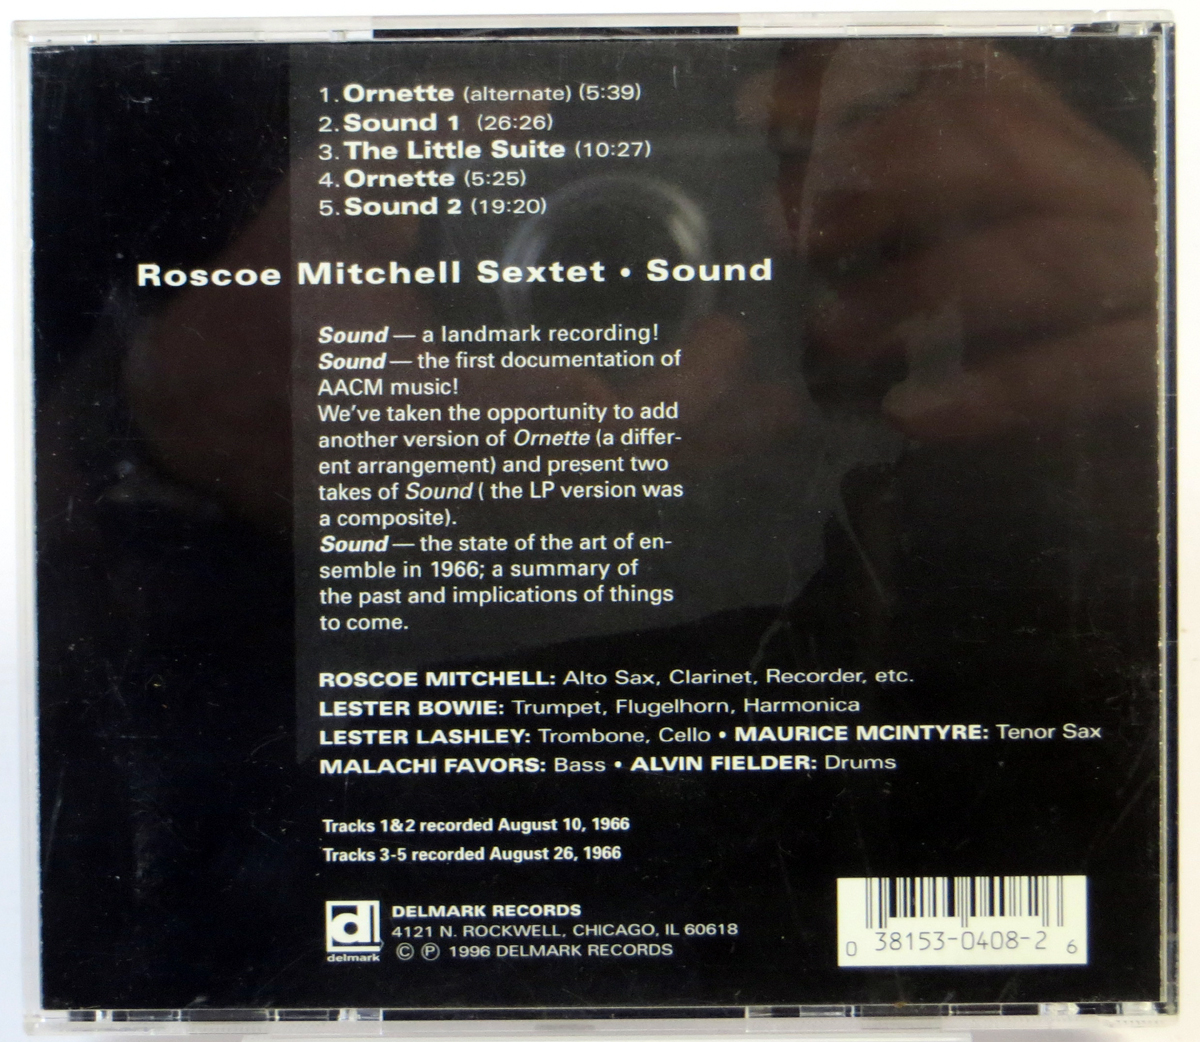 1. Ornette (alternate) (5:39)
2. Sound 1 (26:26)
3. The Little Suite (10:27)
4. Ornette (5:25)
5. Sound 2 (19:20)
Roscoe Mitchell Sextet • Sound
Sound — a landmark recording!
Sound — the first documentation of
AACM music!
We've taken the opportunity to add
another version of Ornette (a differ-
ent arrangement) and present two
takes of Sound ( the LP version was
a composite).
Sound — the state of the art of en-
semble in 1966; a summary of
the past and implications of things
to come.
ROSCOE MITCHELL: Alto Sax, Clarinet, Recorder, etc.
LESTER BOWIE: Trumpet, Flugelhorn, Harmonica
LESTER LASHLEY: Trombone, Cello • MAURICE MCINTYRE: Tenor Sax
MALACHI FAVORS: Bass • ALVIN FIELDER: Drums
Tracks 1&2 recorded August 10, 1966
Tracks 3-5 recorded August 26, 1966
d
delmark
DELMARK RECORDS
4121 N. ROCKWELL, CHICAGO, IL 60618
© ℗ 1996 DELMARK RECORDS
0 38153-0408-2 6